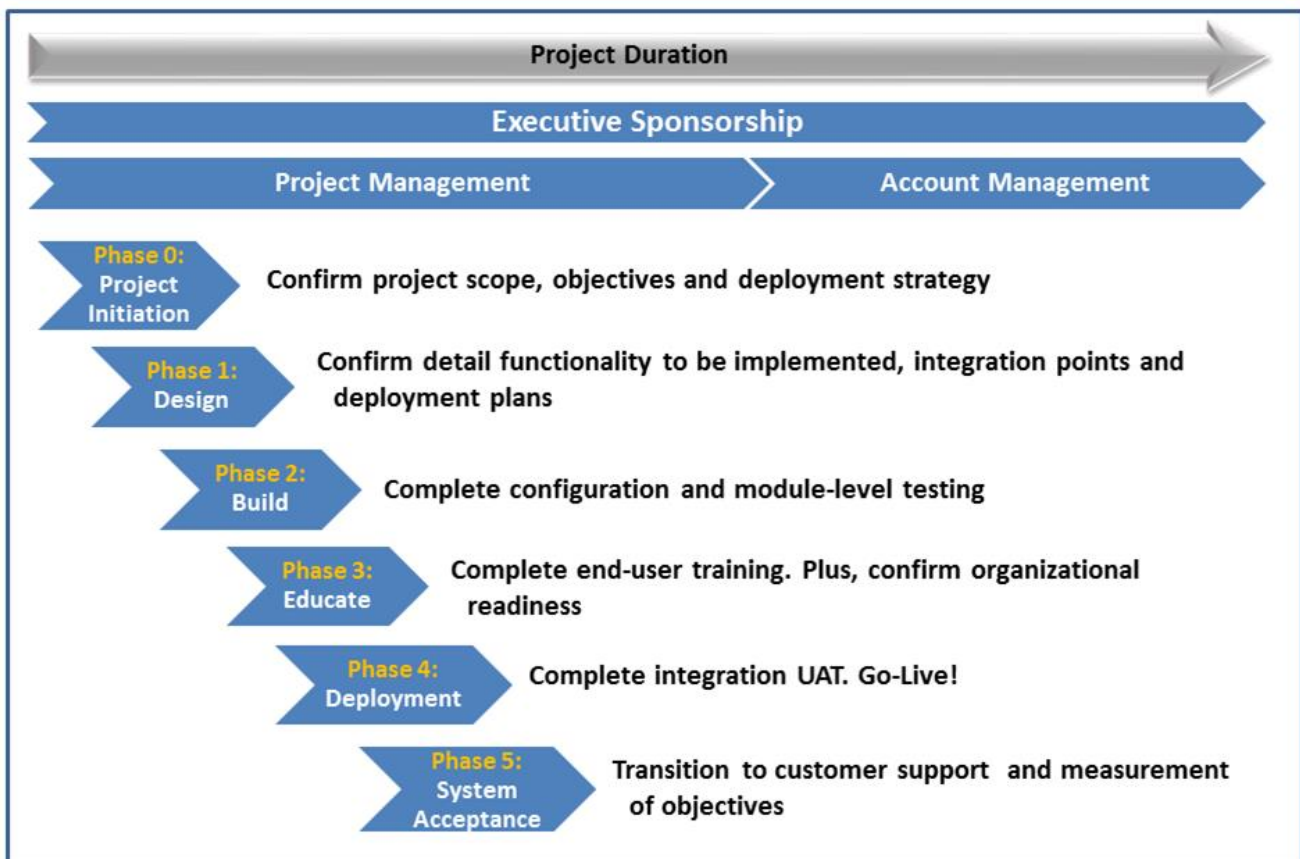 Project Duration
Executive Sponsorship
Project Management
Account Management
Phase 0:
Project
Initiation
Confirm project scope, objectives and deployment strategy
Phase 1:
Design
Confirm detail functionality to be implemented, integration points and
deployment plans
Phase 2:
Build
Complete configuration and module-level testing
Phase 3:
Educate
Complete end-user training. Plus, confirm organizational
readiness
Phase 4:
Deployment
Complete integration UAT. Go-Live!
Phase 5:
System
Acceptance
Transition to customer support and measurement
of objectives